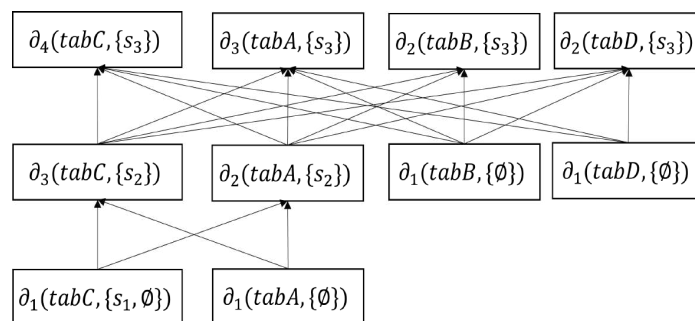 ∂₄(tabC, {s₃})
∂₃(tabA, {s₃})
∂₂(tabB, {s₃})
∂₂(tabD, {s₃})
∂₃(tabC, {s₂})
∂₂(tabA, {s₂})
∂₁(tabB, {∅})
∂₁(tabD, {∅})
∂₁(tabC, {s₁, ∅})
∂₁(tabA, {∅})